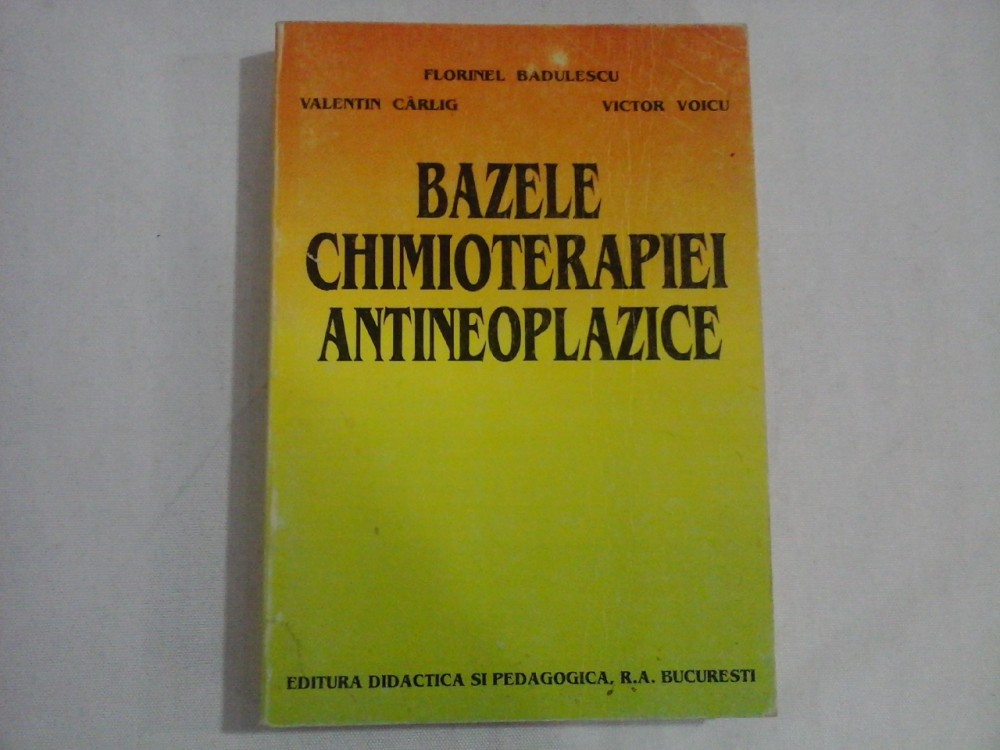 FLORINEL BADULESCU
VALENTIN CÂRLIG VICTOR VOICU
BAZELE
CHIMIOTERAPIEI
ANTINEOPLAZICE
EDITURA DIDACTICA SI PEDAGOGICA, R.A. BUCURESTI